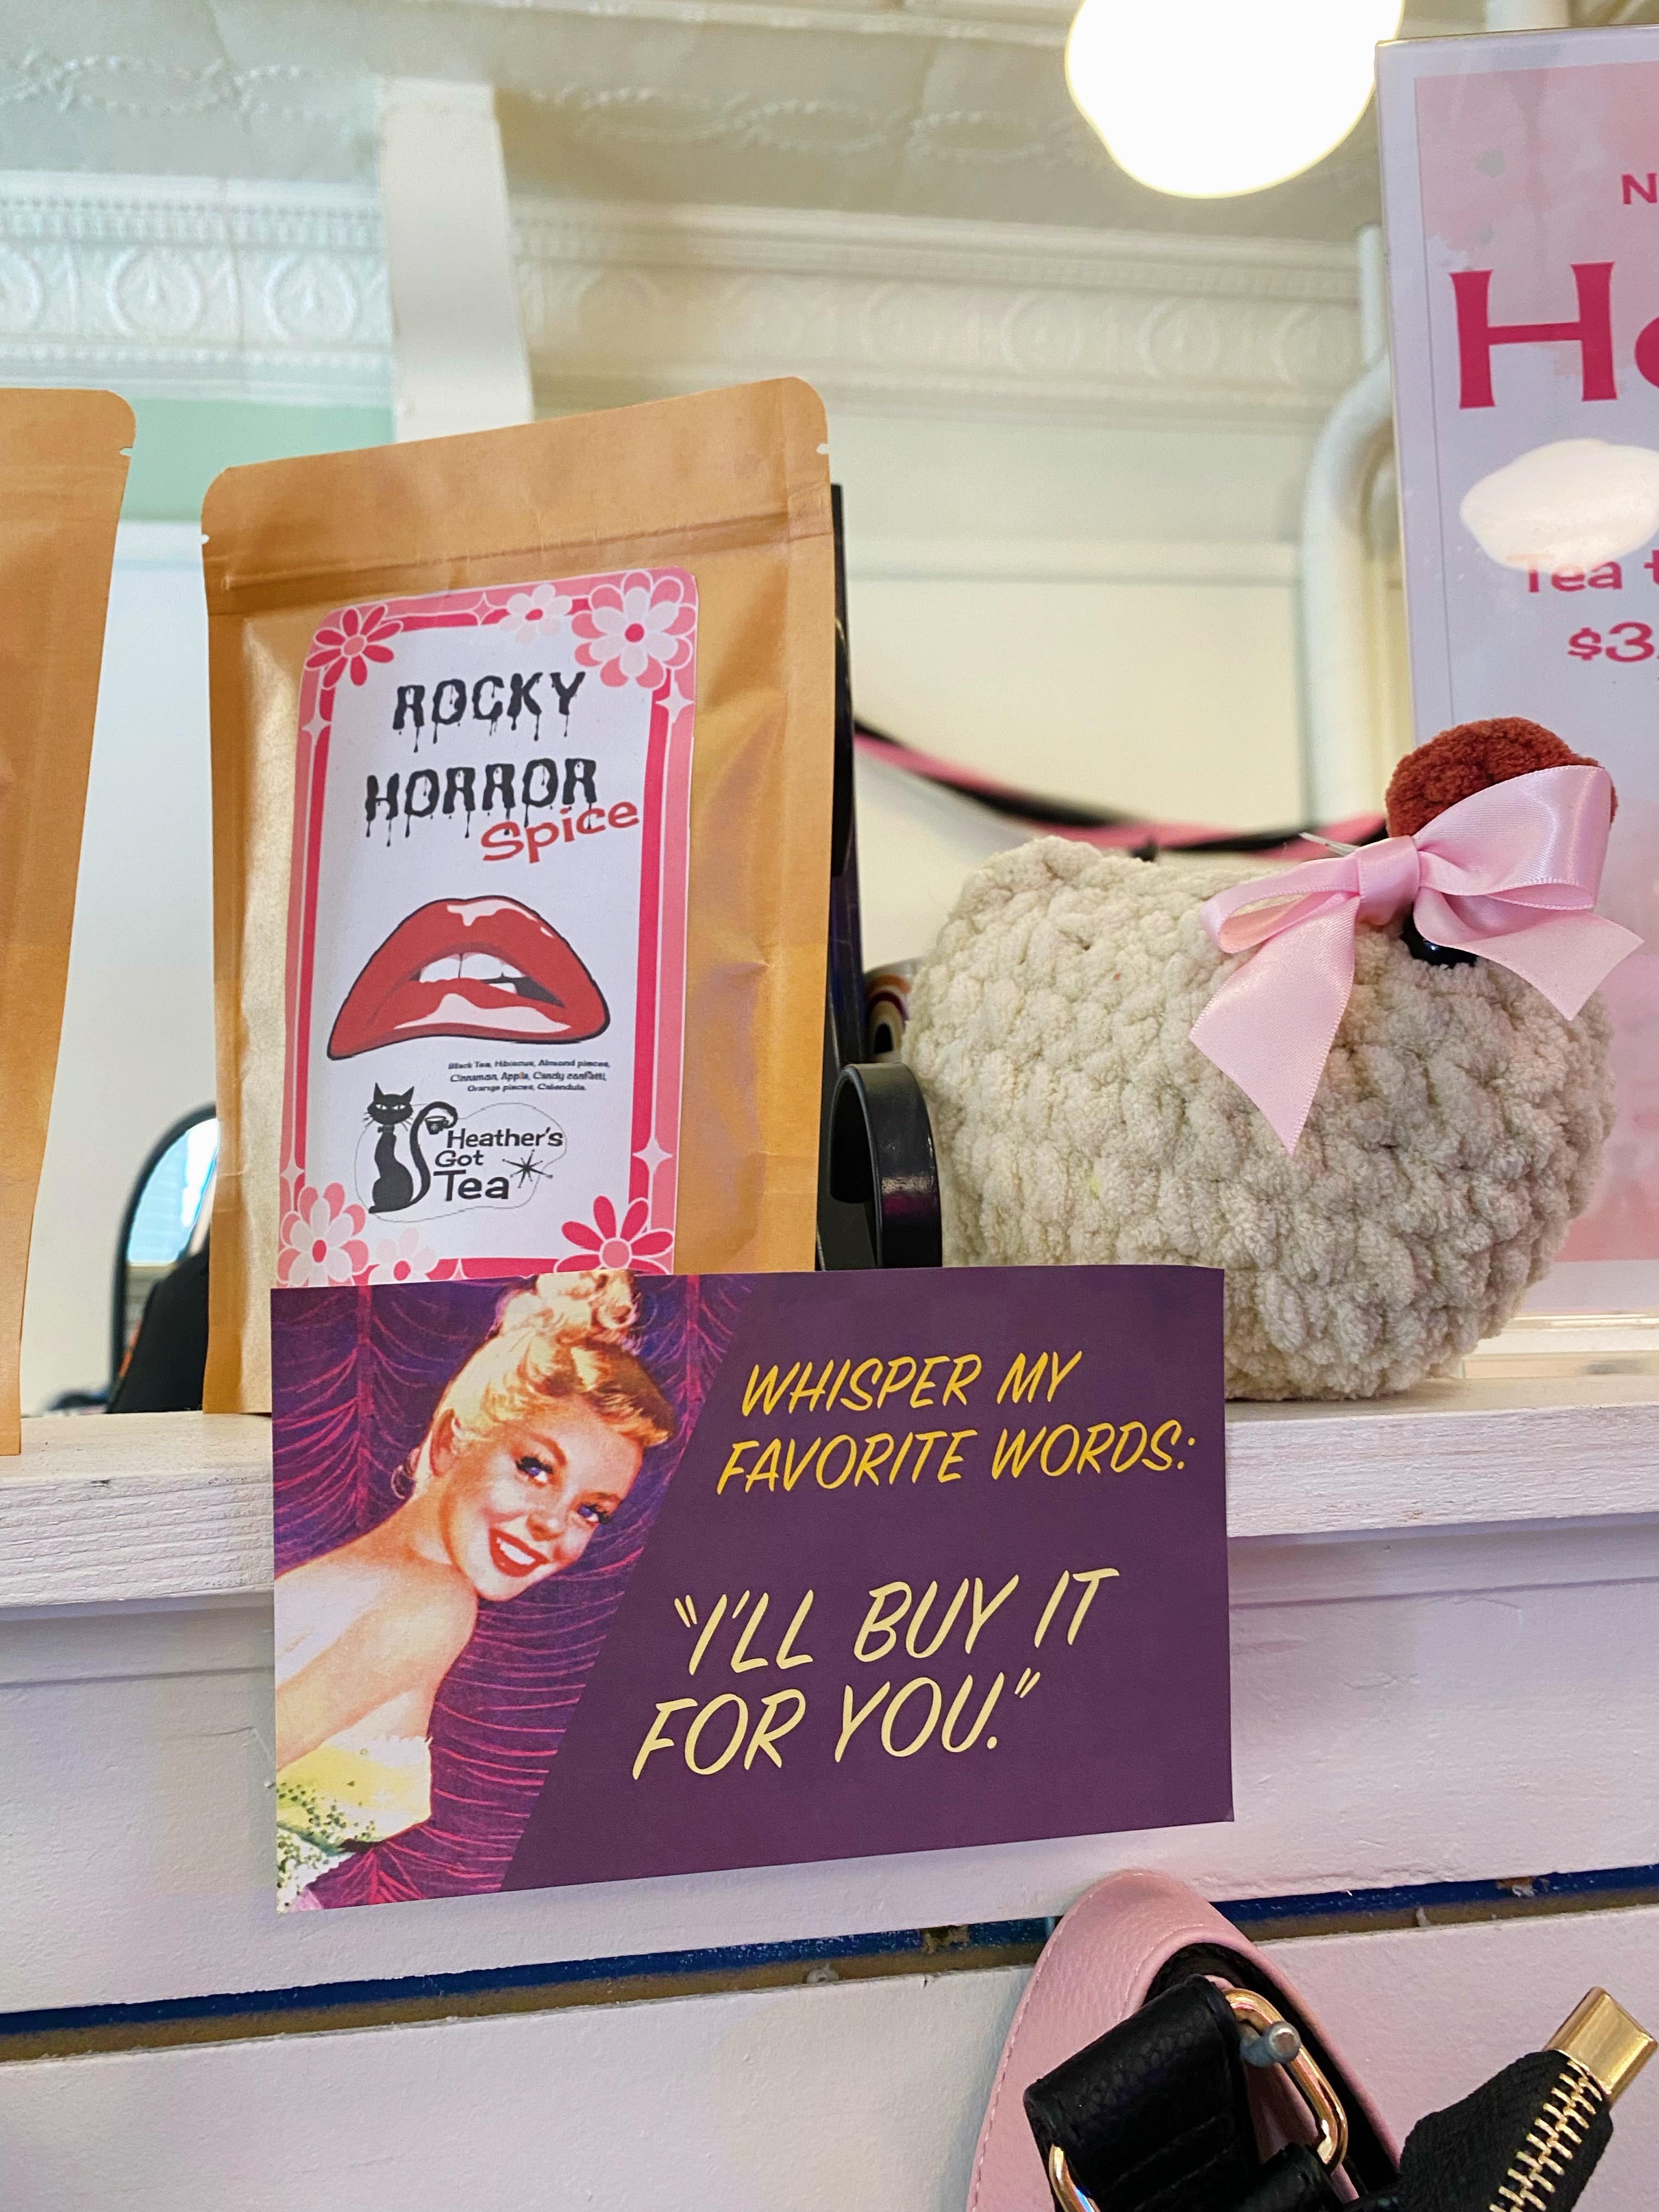 ROCKY
HORROR
Spice
Black Tea, Hibiscus, Almond pieces,
Cinnamon, Apple, Candy confetti,
Orange pieces, Calendula.
Heather's
Got
Tea
WHISPER MY
FAVORITE WORDS:
"I'LL BUY IT
FOR YOU."
Tea
$3